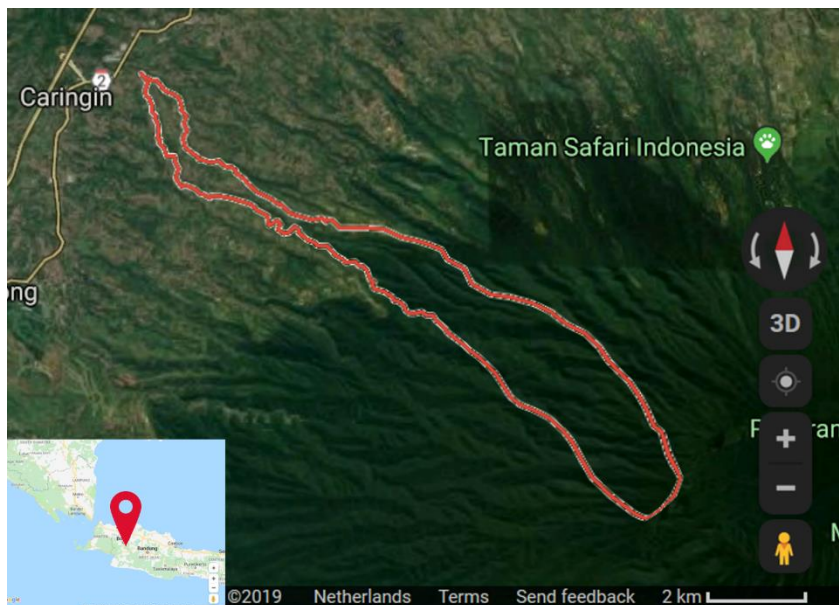 Caringin
2
Taman Safari Indonesia
ong
3D
©2019 Netherlands Terms Send feedback 2 km